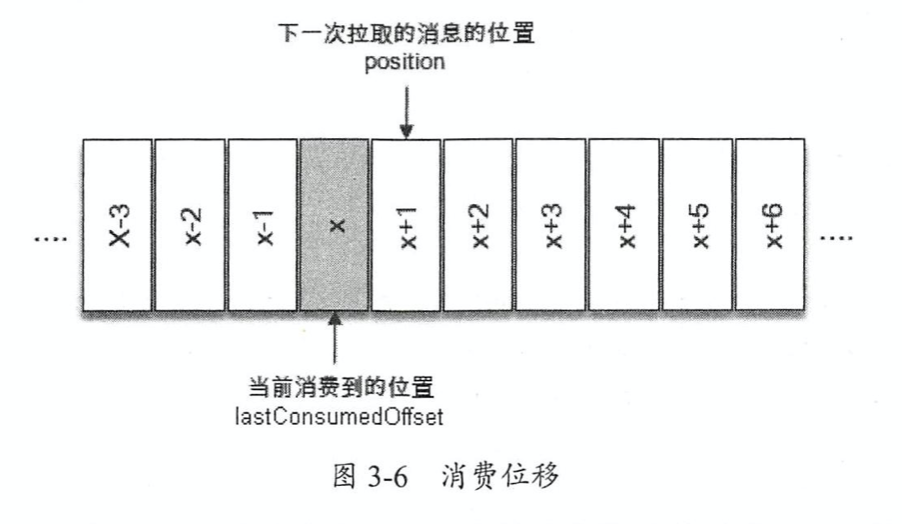 下一次拉取的消息的位置
position
.... X-3 x-2 x-1 x x+1 x+2 x+3 x+4 x+5 x+6 ....
当前消费到的位置
lastConsumedOffset
图 3-6 消费位移